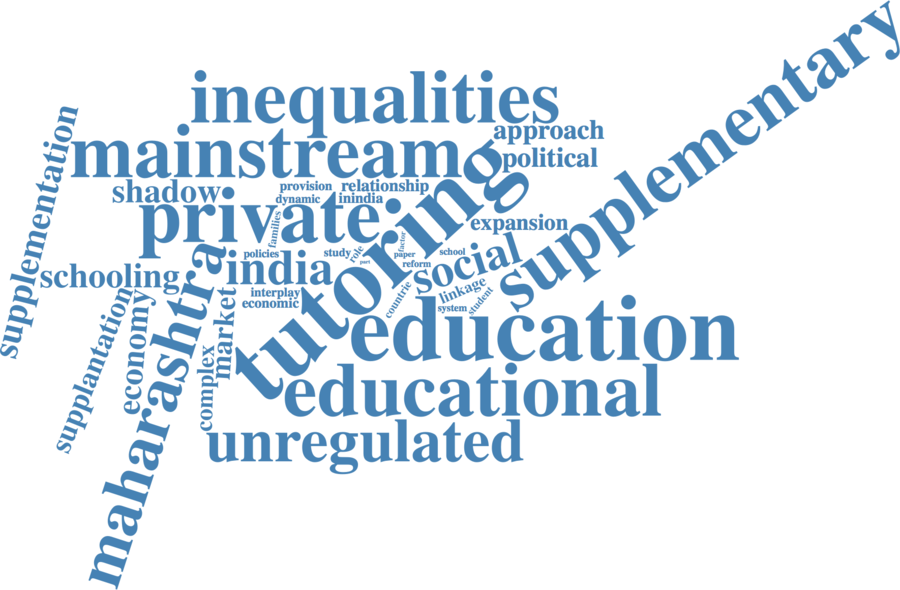 supplementary
inequalities
approach
mainstream
political
supplementation
shadow
provision
relationship
dynamic
inindia
private
tutoring
families
expansion
factor
role
policies
study
paper
school
part
reform
schooling
india
social
interplay
economic
countrie
linkage
student
system
maharashtra
market
economy
supplantation
complex
education
educational
unregulated